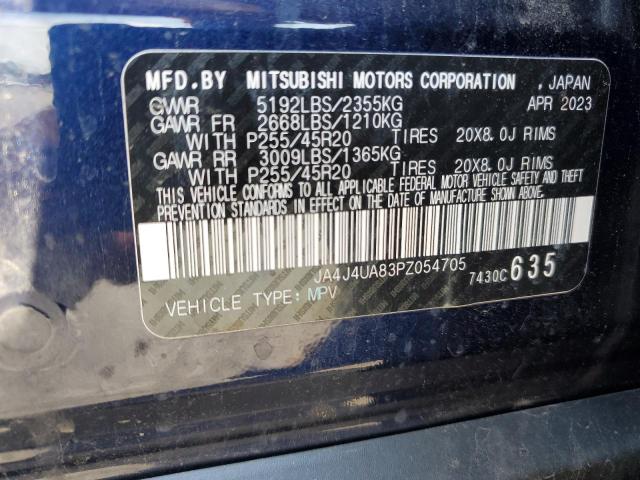 MFD.BY MITSUBISHI MOTORS CORPORATION . JAPAN
GVWR 5192LBS/2355KG APR 2023
GAWR FR 2668LBS/1210KG
WITH P255/45R20 TIRES 20X8.0J RIMS
GAWR RR 3009LBS/1365KG
WITH P255/45R20 TIRES 20X8.0J RIMS
THIS VEHICLE CONFORMS TO ALL APPLICABLE FEDERAL MOTOR VEHICLE SAFETY AND THEFT
PREVENTION STANDARDS IN EFFECT ON THE DATE OF MANUFACTURE SHOWN ABOVE.
JA4J4UA83PZ054705 7430C635
VEHICLE TYPE: MPV